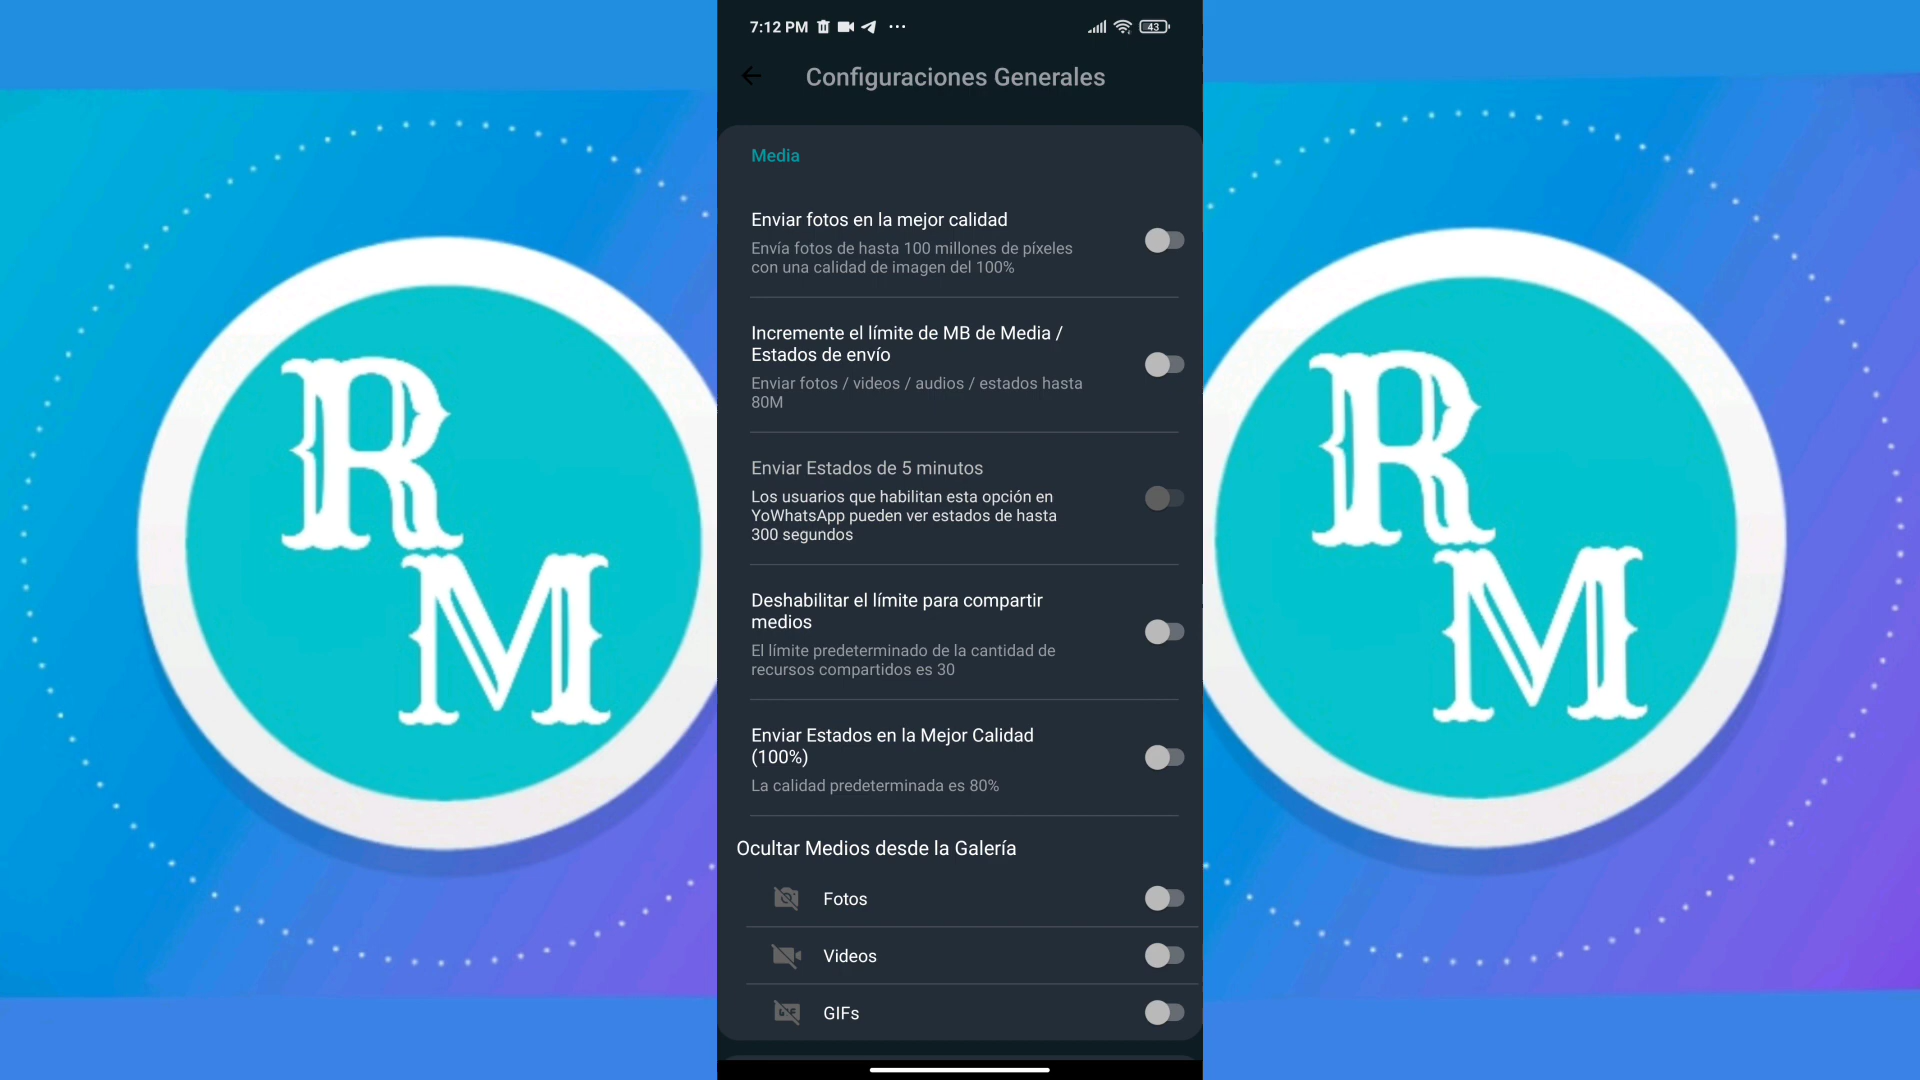 7:12 PM
43
Configuraciones Generales
Media
Enviar fotos en la mejor calidad
Envía fotos de hasta 100 millones de píxeles
con una calidad de imagen del 100%
Incremente el límite de MB de Media /
Estados de envío
Enviar fotos / videos / audios / estados hasta
80M
Enviar Estados de 5 minutos
Los usuarios que habilitan esta opción en
YoWhatsApp pueden ver estados de hasta
300 segundos
Deshabilitar el límite para compartir
medios
El límite predeterminado de la cantidad de
recursos compartidos es 30
Enviar Estados en la Mejor Calidad
(100%)
La calidad predeterminada es 80%
Ocultar Medios desde la Galería
Fotos
Videos
GIF
GIFs
R
M
R
M